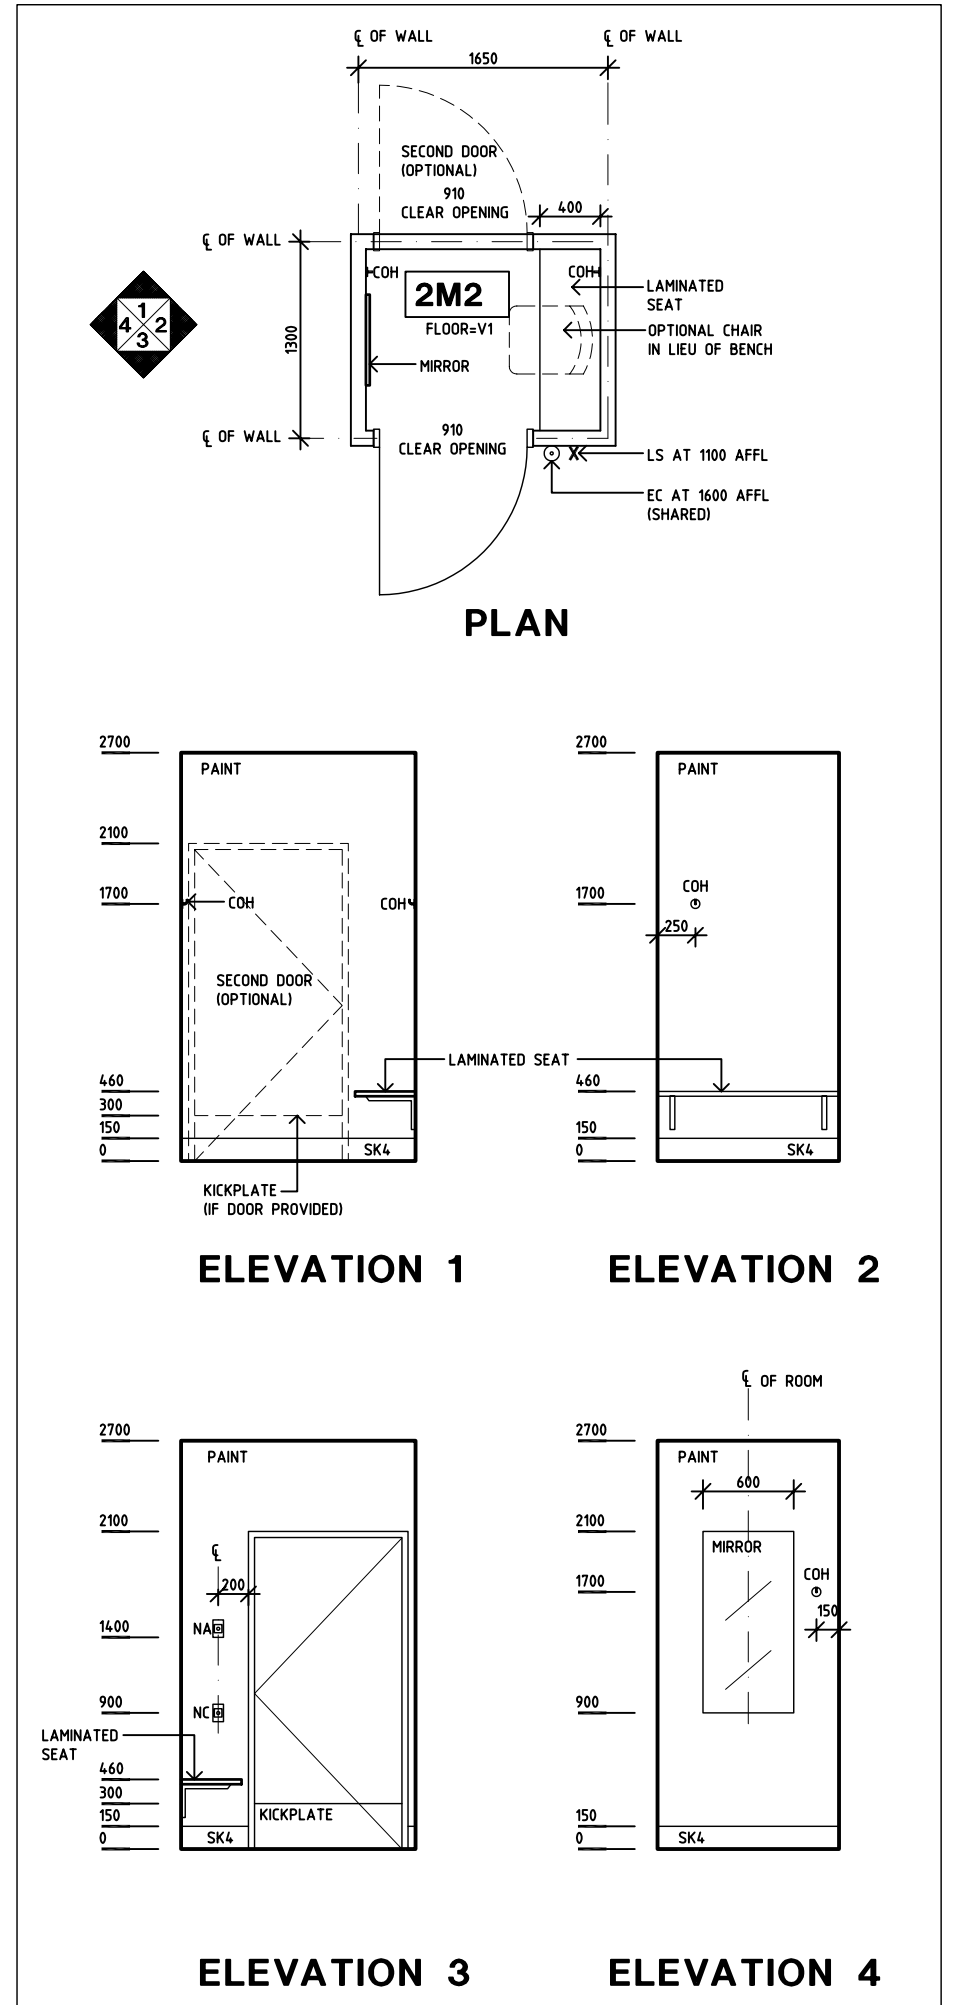 ℄ OF WALL
℄ OF WALL
1650
SECOND DOOR
(OPTIONAL)
910
CLEAR OPENING
400
℄ OF WALL
COH
COH
2M2
LAMINATED
SEAT
FLOOR=V1
OPTIONAL CHAIR
IN LIEU OF BENCH
1
4 2
3
1300
MIRROR
910
CLEAR OPENING
℄ OF WALL
LS AT 1100 AFFL
EC AT 1600 AFFL
(SHARED)
PLAN
2700
PAINT
2100
1700
COH
COH
SECOND DOOR
(OPTIONAL)
460
300
150
0
SK4
KICKPLATE
(IF DOOR PROVIDED)
LAMINATED SEAT
2700
PAINT
COH
1700
250
460
150
0
SK4
ELEVATION 1
ELEVATION 2
2700
PAINT
2100
℄
200
1400
NA
900
NC
LAMINATED
SEAT
460
300
150
0
KICKPLATE
SK4
℄ OF ROOM
2700
PAINT
600
2100
MIRROR
COH
1700
150
900
150
0
SK4
ELEVATION 3
ELEVATION 4